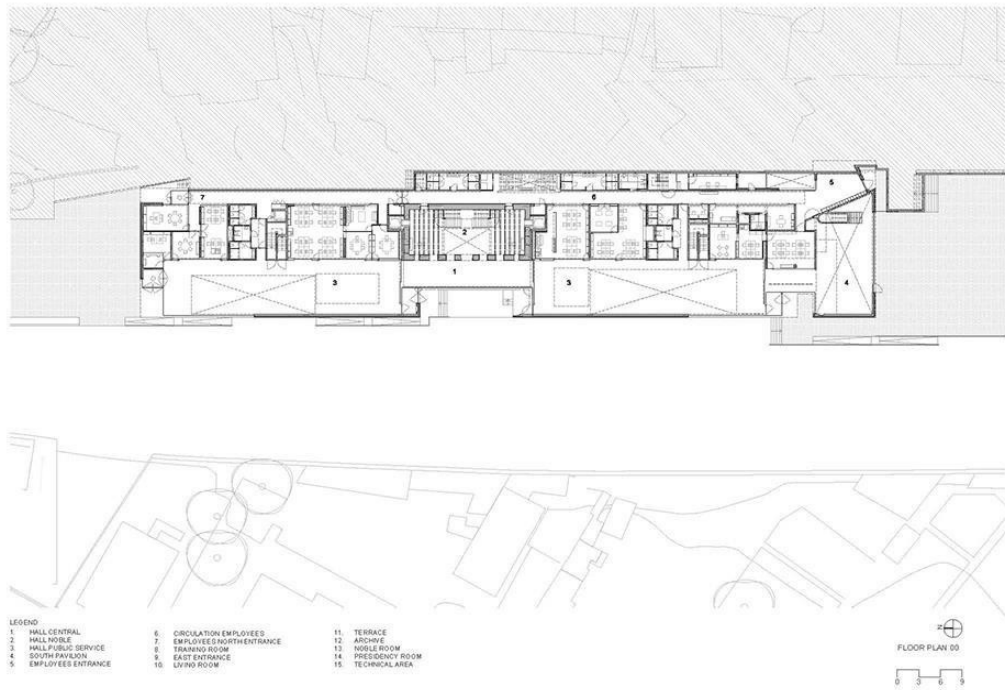 7
5
6
2
1
3
3
4
LEGEND
1. HALL CENTRAL
2. HALL NOBLE
3. HALL PUBLIC SERVICE
4. SOUTH PAVILION
5. EMPLOYEES ENTRANCE
6. CIRCULATION EMPLOYEES
7. EMPLOYEES NORTH ENTRANCE
8. TRAINING ROOM
9. EAST ENTRANCE
10. LIVING ROOM
11. TERRACE
12. ARCHIVE
13. NOBLE ROOM
14. PRESIDENCY ROOM
15. TECHNICAL AREA
N
FLOOR PLAN 00
0 3 6 9